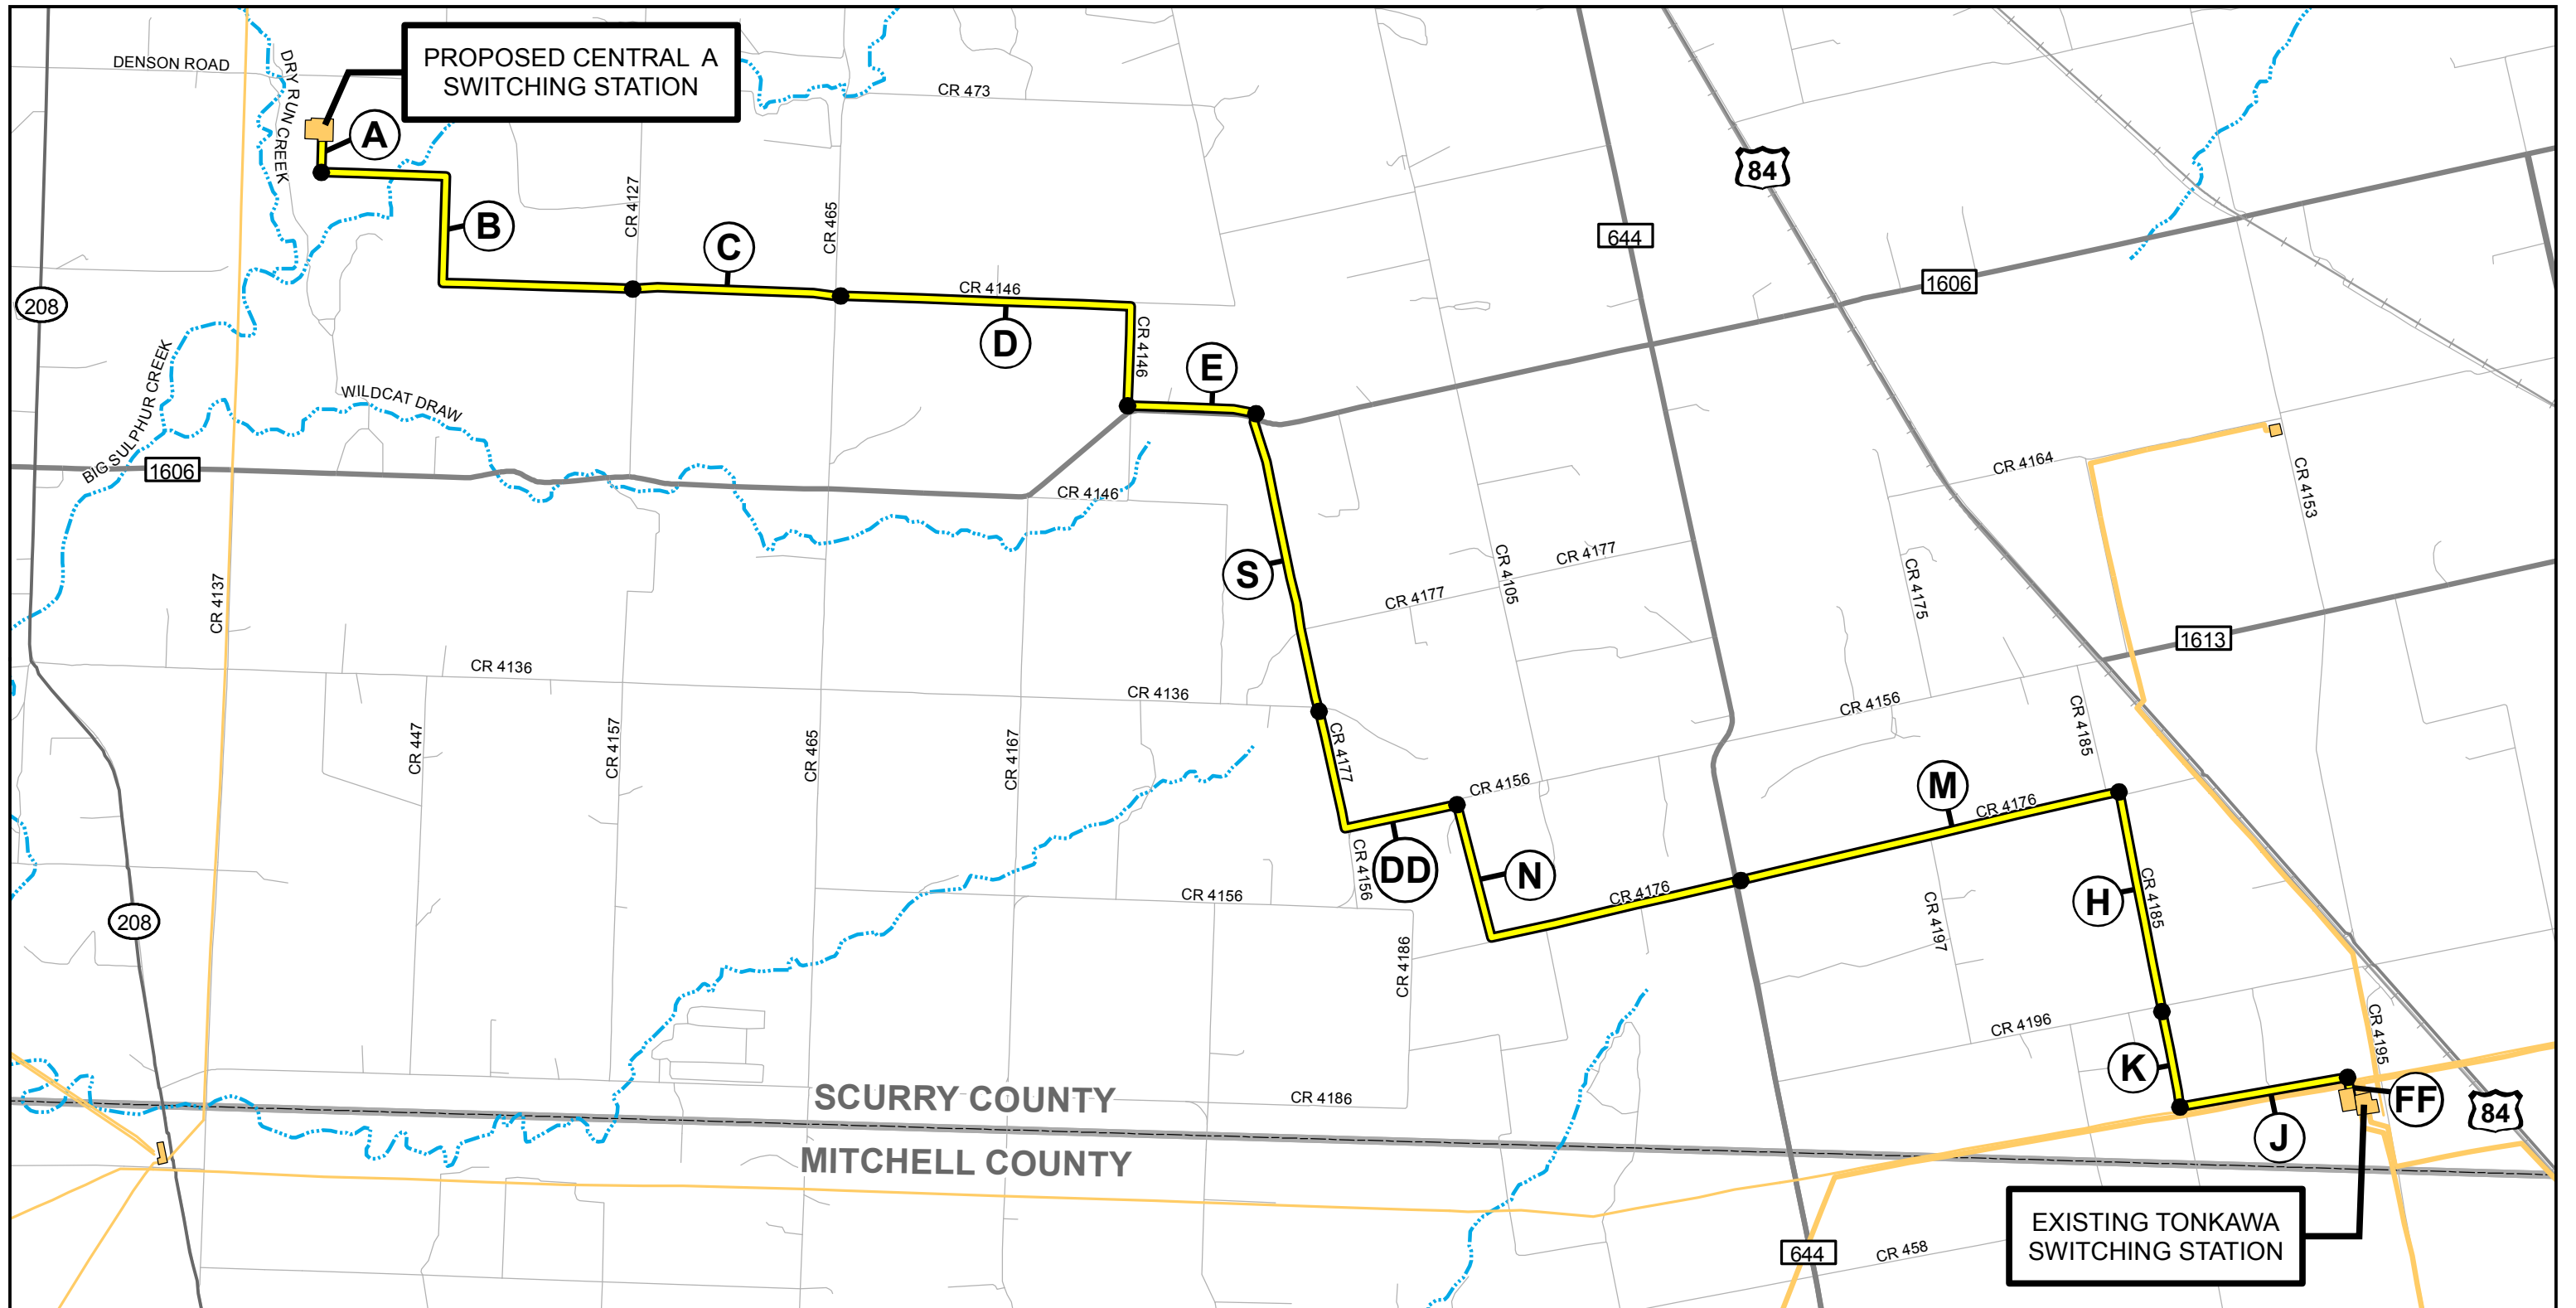 PROPOSED CENTRAL A
SWITCHING STATION
DENSON ROAD
DRY RUN CREEK
A
CR 473
84
B
CR 4127
CR 465
C
644
1606
208
CR 4146
D
CR 4146
E
BIG SULPHUR CREEK
WILDCAT DRAW
1606
CR 4146
CR 4164
CR 4153
S
CR 4177
CR 4177
CR 4105
CR 4175
CR 4137
1613
CR 4136
CR 4136
CR 447
CR 4157
CR 465
CR 4167
CR 4177
CR 4156
CR 4185
CR 4156
M
CR 4176
DD
CR 4156
N
CR 4176
CR 4156
H
CR 4185
CR 4197
208
CR 4186
CR 4196
CR 4195
K
SCURRY COUNTY
CR 4186
FF
84
J
MITCHELL COUNTY
EXISTING TONKAWA
SWITCHING STATION
644
CR 458